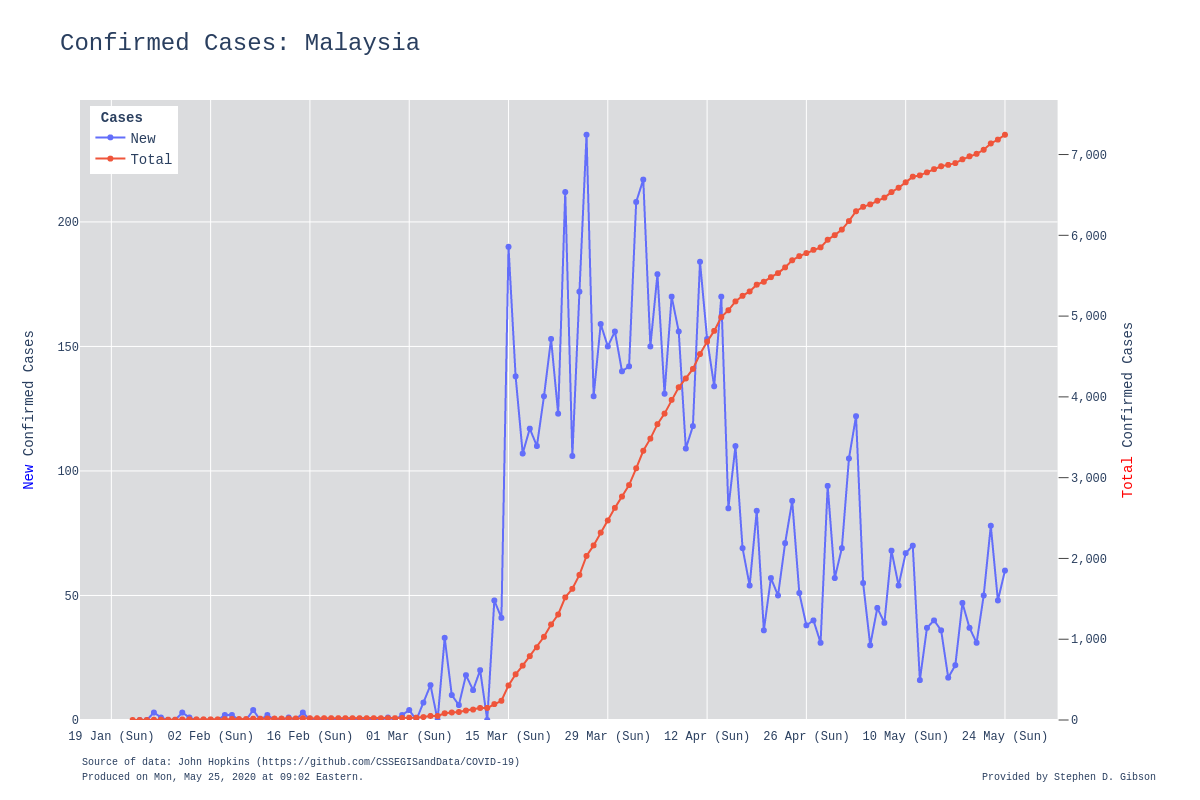 Confirmed Cases: Malaysia
Cases
New
Total
200
150
100
50
0
7,000
6,000
5,000
4,000
3,000
2,000
1,000
0
New Confirmed Cases
Total Confirmed Cases
19 Jan (Sun) 02 Feb (Sun) 16 Feb (Sun) 01 Mar (Sun) 15 Mar (Sun) 29 Mar (Sun) 12 Apr (Sun) 26 Apr (Sun) 10 May (Sun) 24 May (Sun)
Source of data: John Hopkins (https://github.com/CSSEGISandData/COVID-19)
Produced on Mon, May 25, 2020 at 09:02 Eastern.
Provided by Stephen D. Gibson